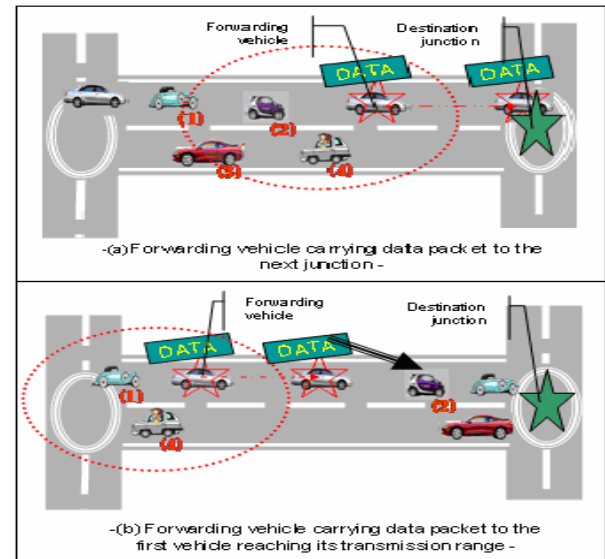 Forwarding
vehicle
Destination
junction
DATA
DATA
(1)
(2)
(3)
(4)
-(a) Forwarding vehicle carrying data packet to the
next junction -
Forwarding
vehicle
Destination
junction
DATA
DATA
(1)
(2)
(4)
-(b) Forwarding vehicle carrying data packet to the
first vehicle reaching its transmission range -